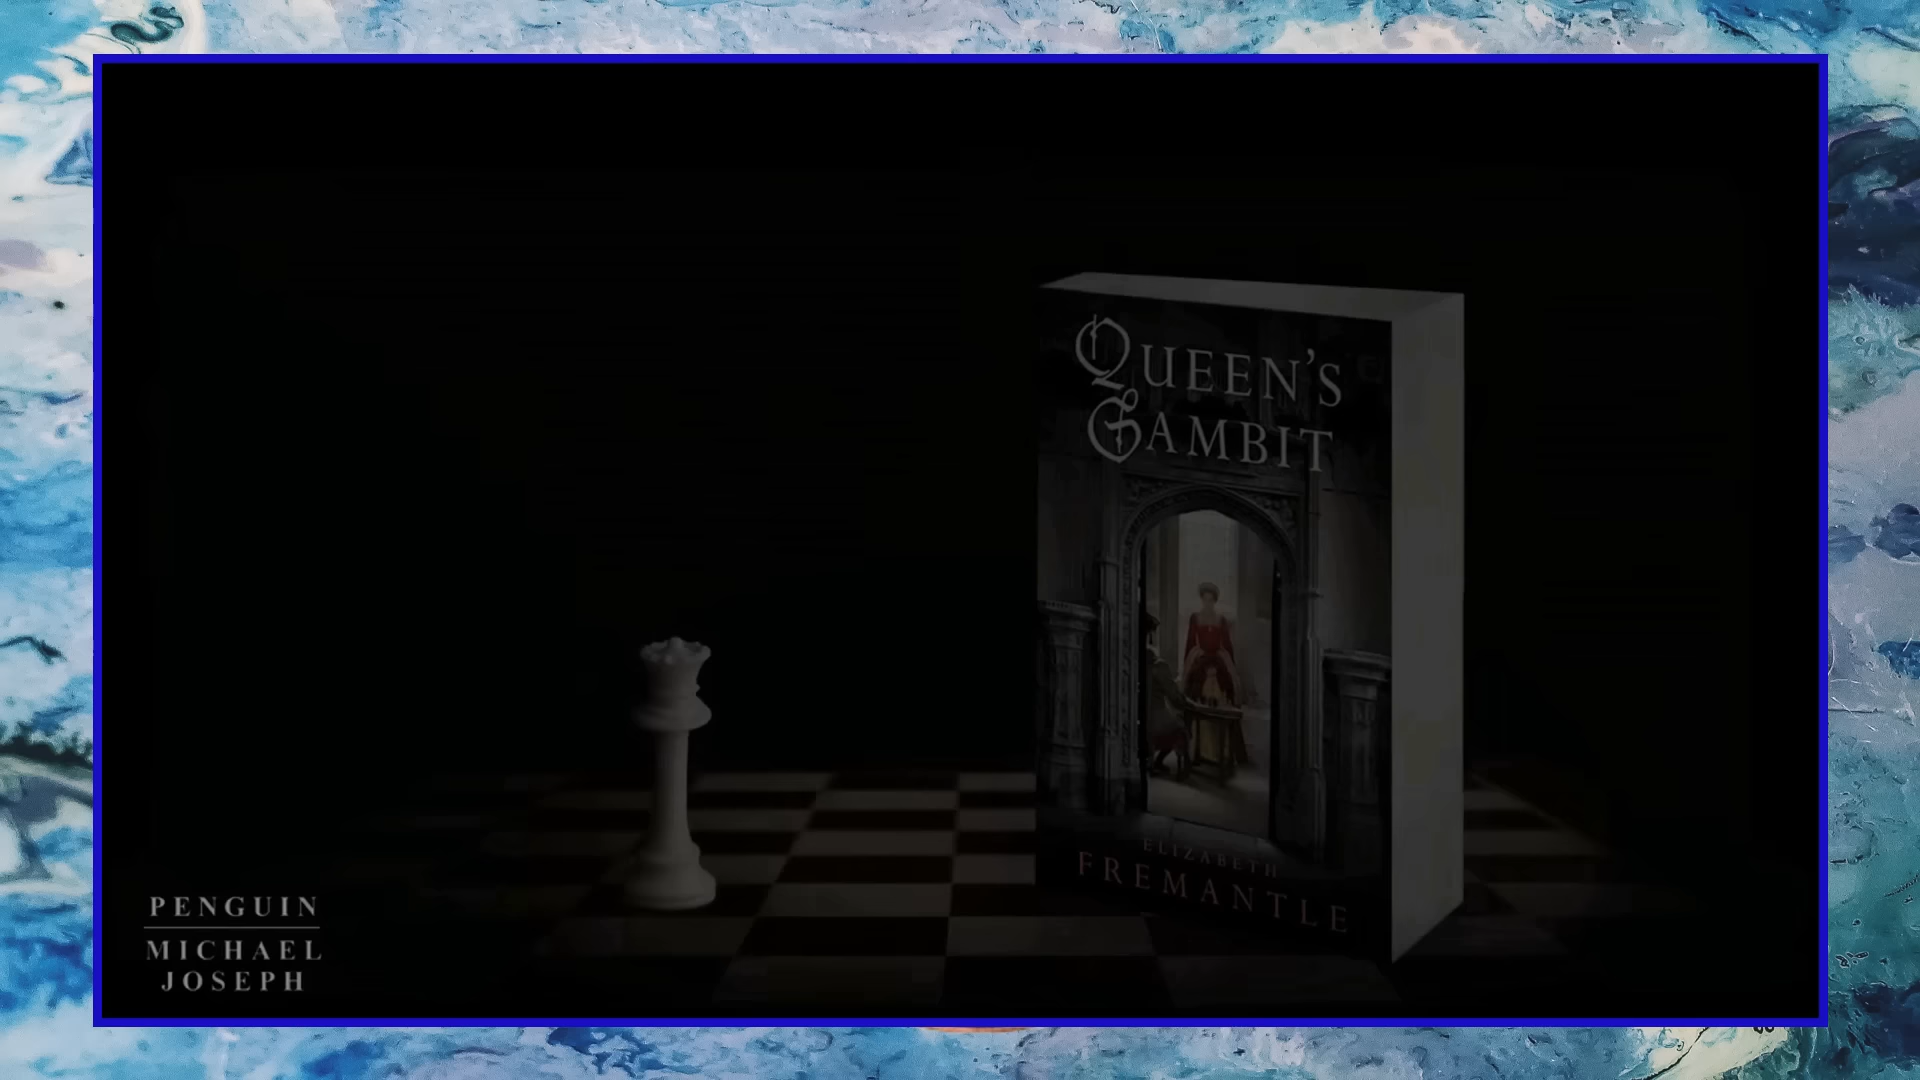 QUEEN'S
GAMBIT
ELIZABETH
FREMANTLE
PENGUIN
MICHAEL
JOSEPH